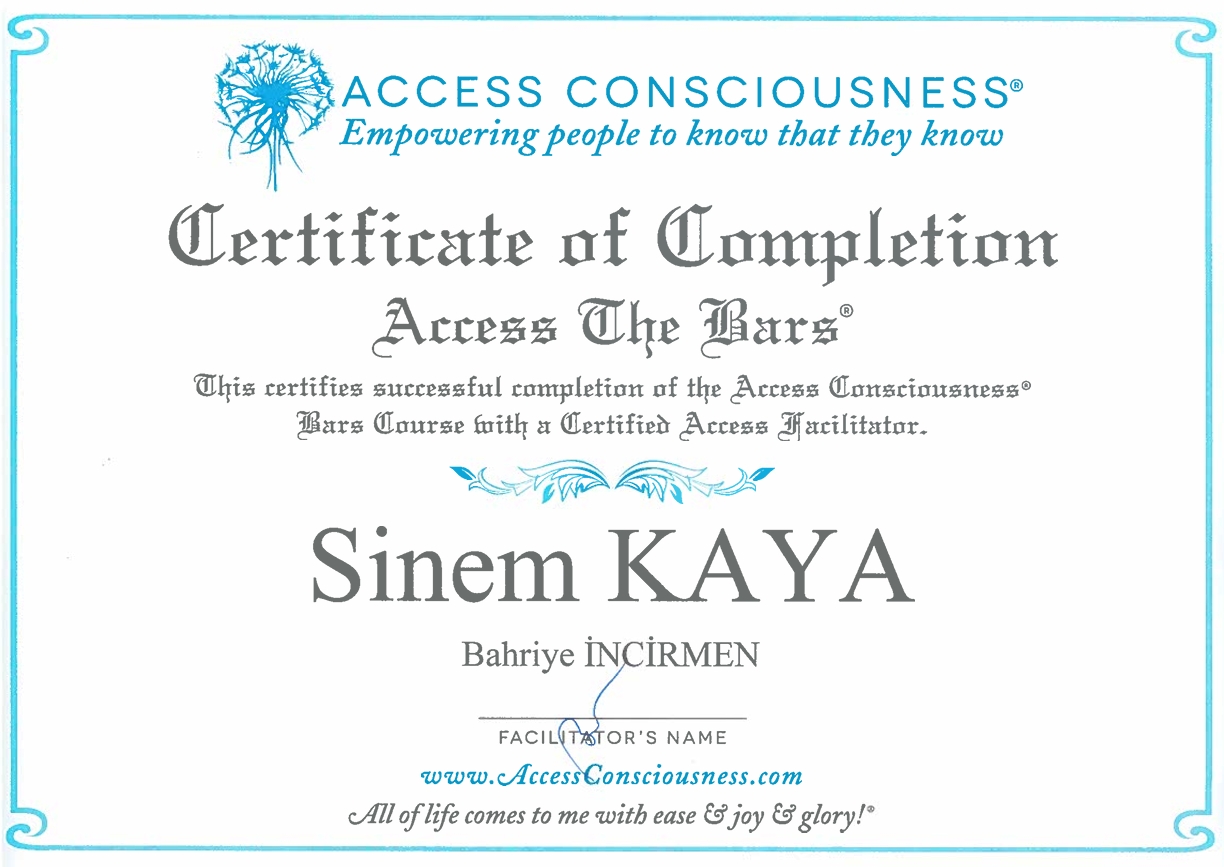 ACCESS CONSCIOUSNESS®
Empowering people to know that they know
Certificate of Completion
Access The Bars®
This certifies successful completion of the Access Consciousness®
Bars Course with a Certified Access Facilitator.
Sinem KAYA
Bahriye İNCİRMEN
FACILITATOR'S NAME
www.AccessConsciousness.com
All of life comes to me with ease & joy & glory!®